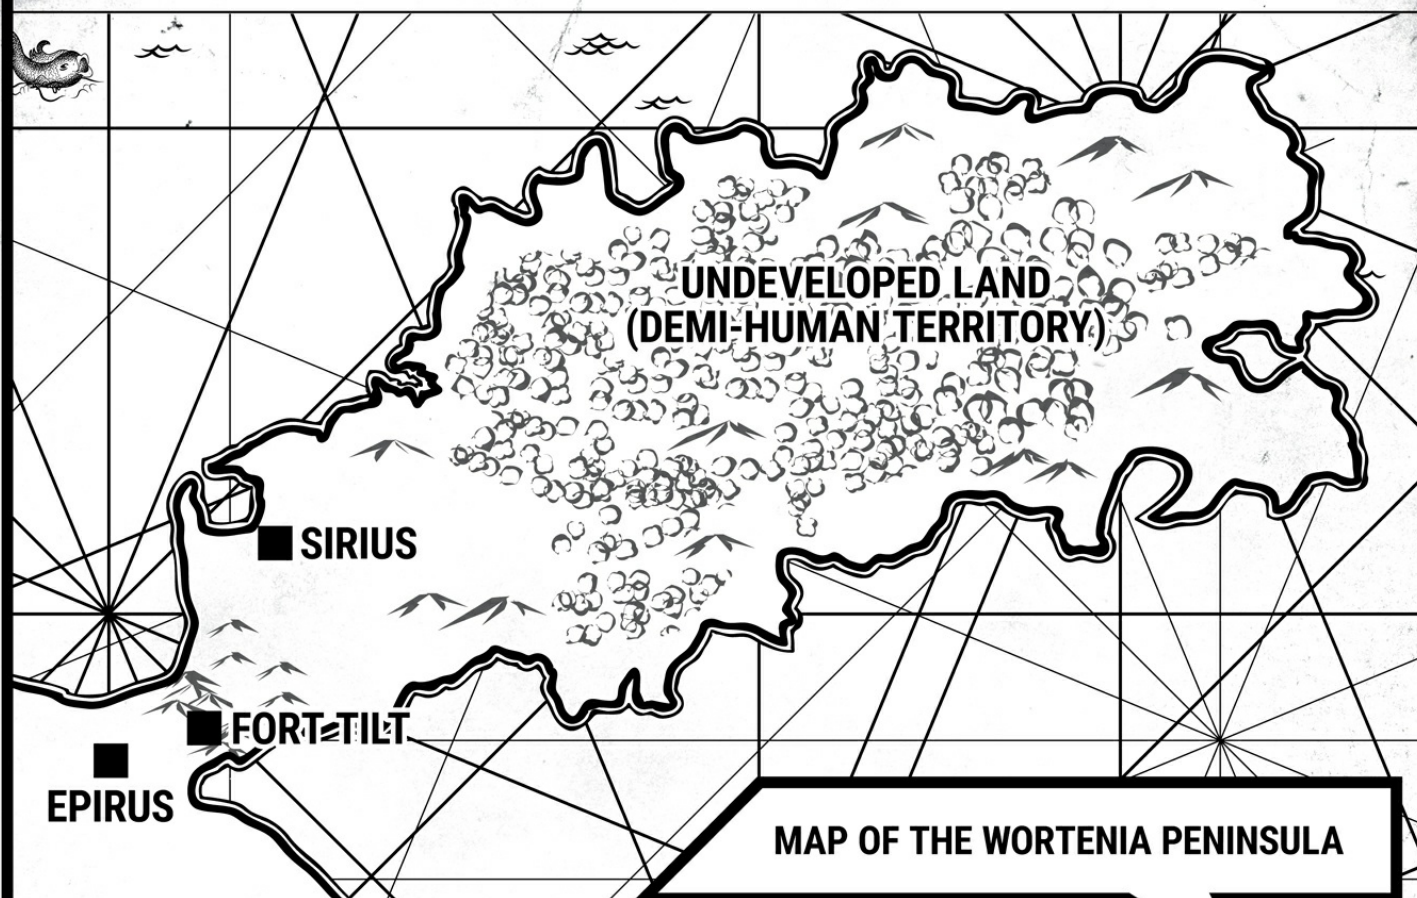 UNDEVELOPED LAND
(DEMI-HUMAN TERRITORY)
SIRIUS
FORT TILT
EPIRUS
MAP OF THE WORTENIA PENINSULA